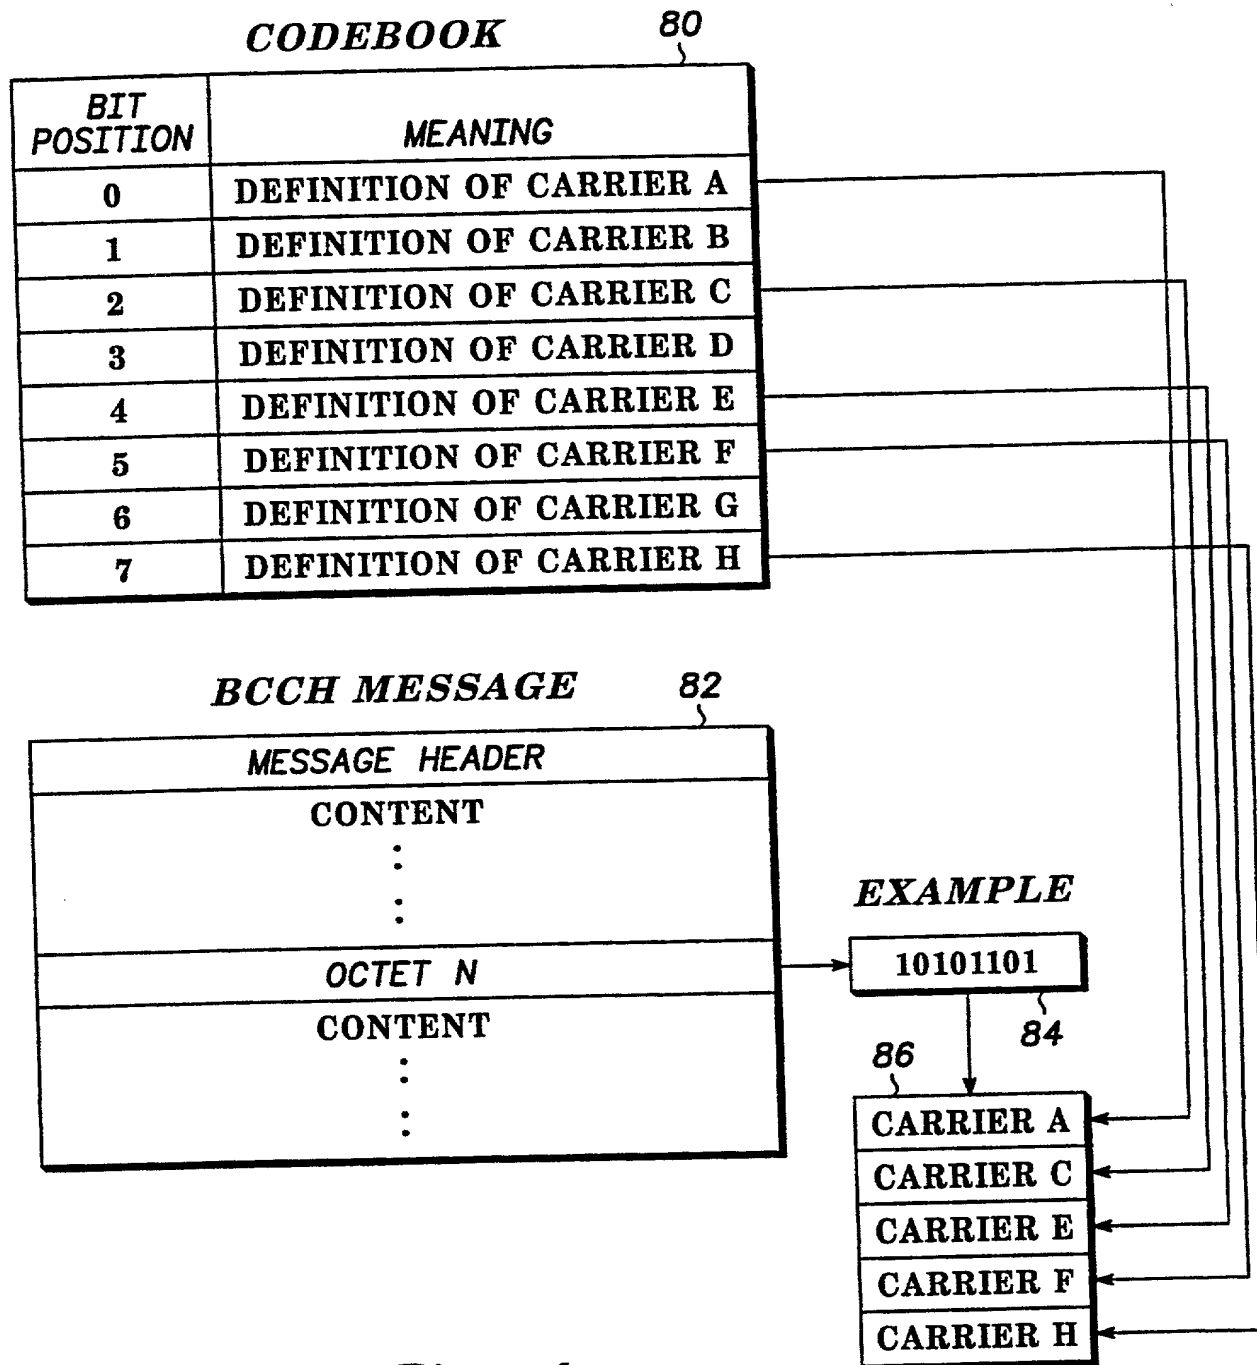 CODEBOOK 80
BIT POSITION MEANING
0 DEFINITION OF CARRIER A
1 DEFINITION OF CARRIER B
2 DEFINITION OF CARRIER C
3 DEFINITION OF CARRIER D
4 DEFINITION OF CARRIER E
5 DEFINITION OF CARRIER F
6 DEFINITION OF CARRIER G
7 DEFINITION OF CARRIER H
BCCH MESSAGE 82
MESSAGE HEADER
CONTENT
OCTET N
CONTENT
EXAMPLE
10101101
84
86
CARRIER A
CARRIER C
CARRIER E
CARRIER F
CARRIER H